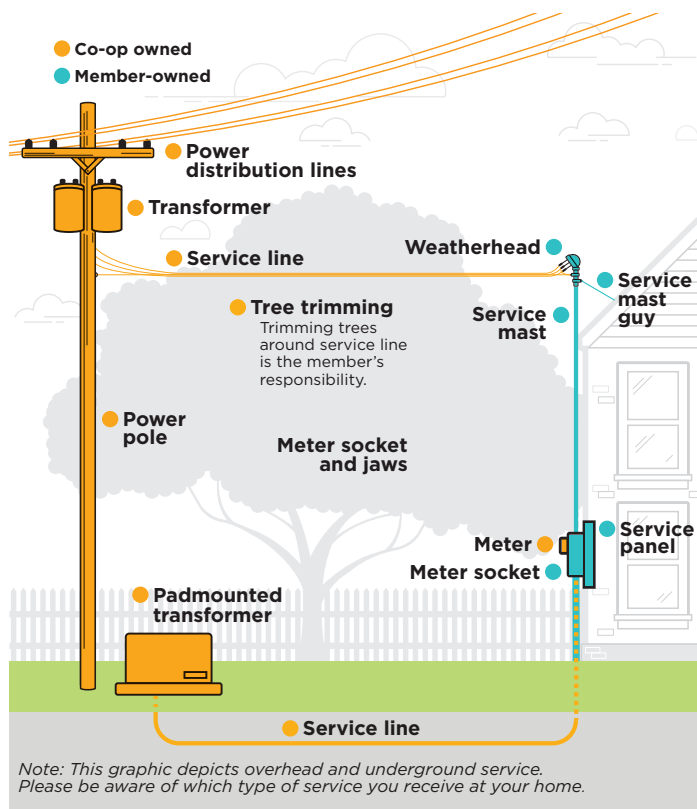 Co-op owned
Member-owned
Power
distribution lines
Transformer
Service line
Weatherhead
Service
mast
guy
Tree trimming
Trimming trees
around service line
is the member's
responsibility.
Service
mast
Power
pole
Meter socket
and jaws
Service
panel
Meter
Meter socket
Padmounted
transformer
Service line
Note: This graphic depicts overhead and underground service.
Please be aware of which type of service you receive at your home.